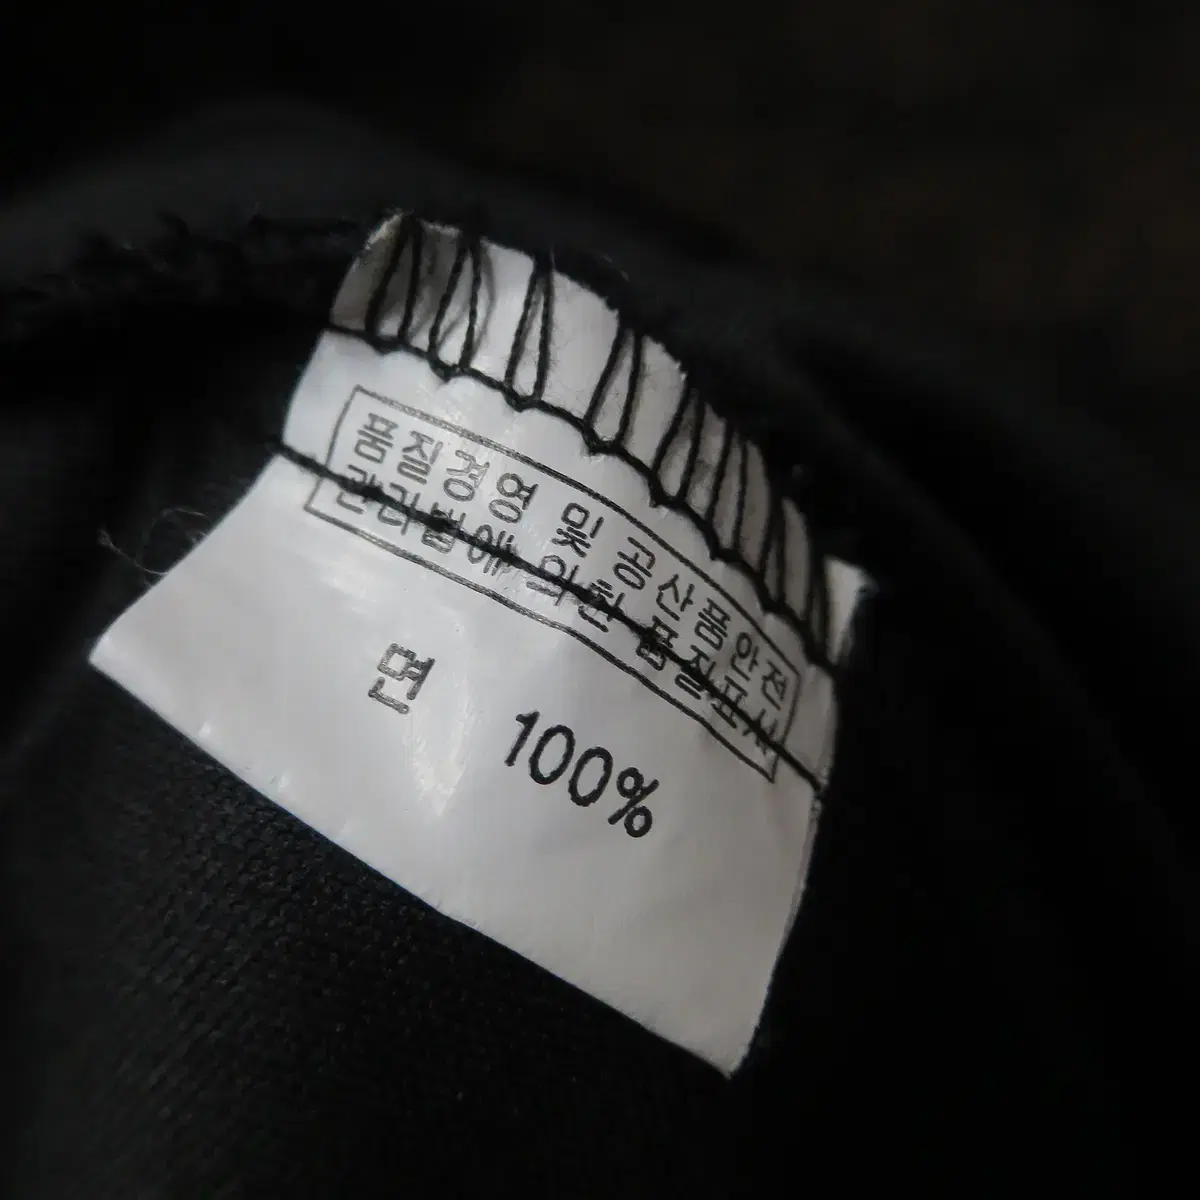 품질경영 및 공산품안전
관리법에 의한 품질표시
면 100%